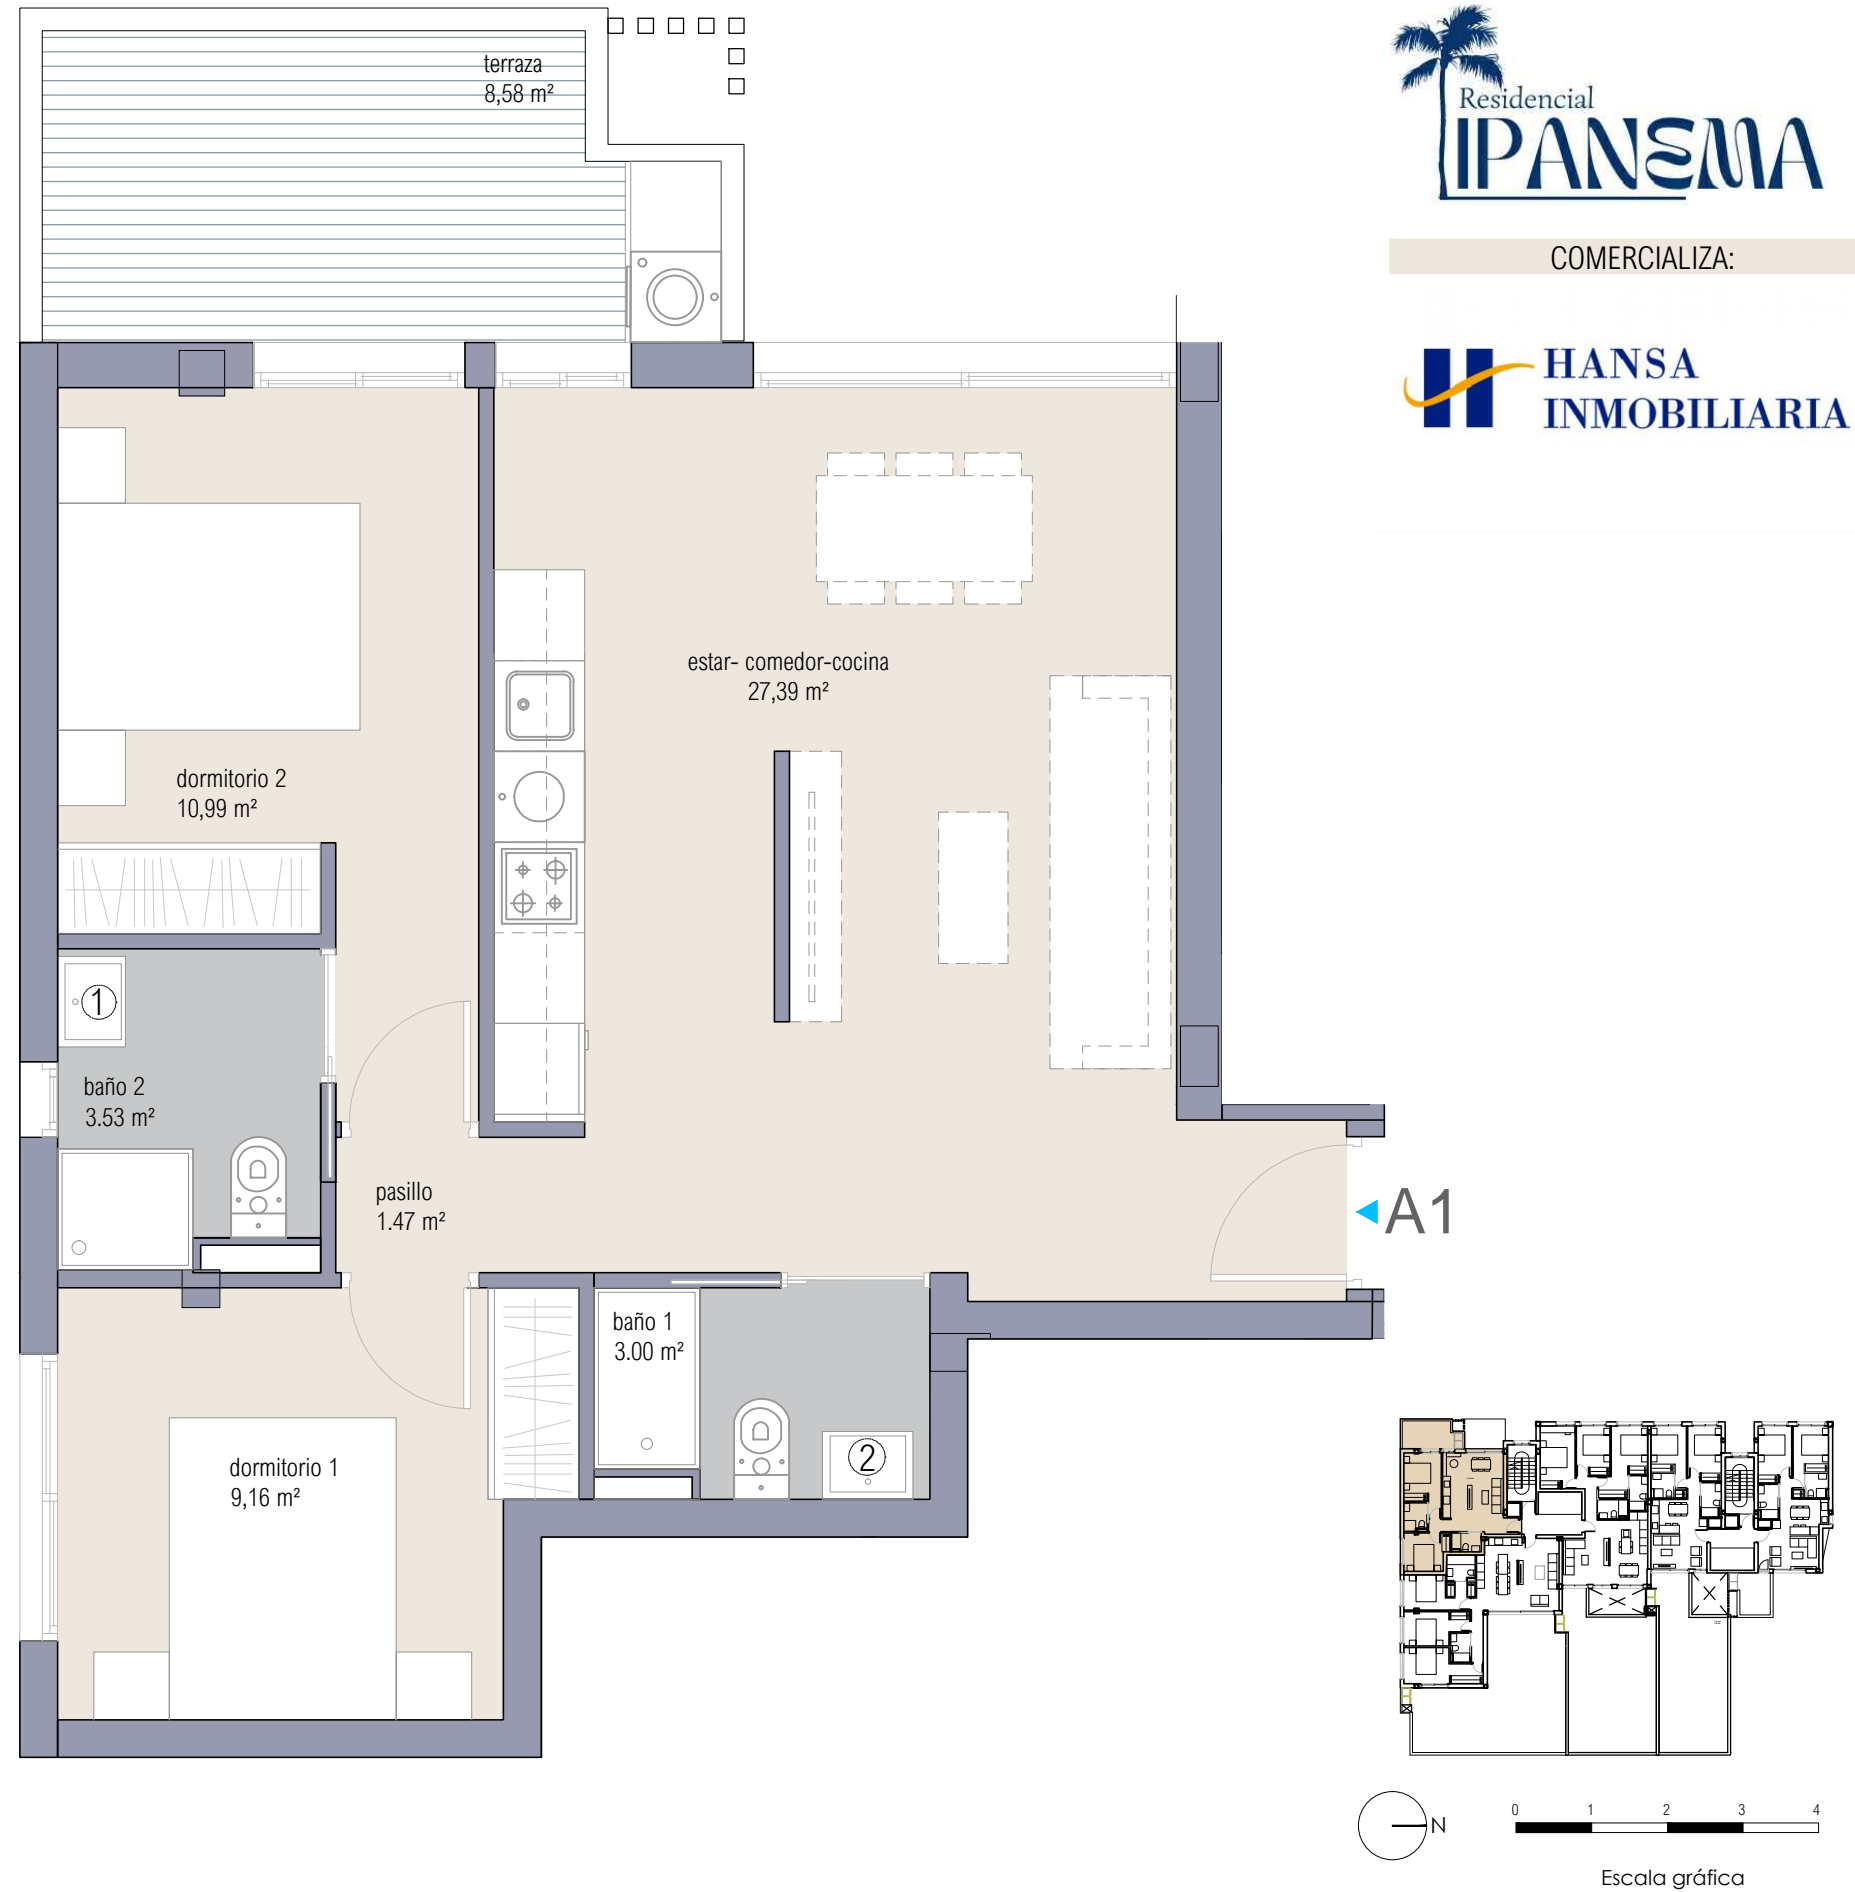 terraza
8,58 m²
Residencial
IPANEMA
COMERCIALIZA:
HANSA
INMOBILIARIA
estar- comedor-cocina
27,39 m²
dormitorio 2
10,99 m²
1
baño 2
3.53 m²
pasillo
1.47 m²
A1
baño 1
3.00 m²
2
dormitorio 1
9,16 m²
N
0 1 2 3 4
Escala gráfica